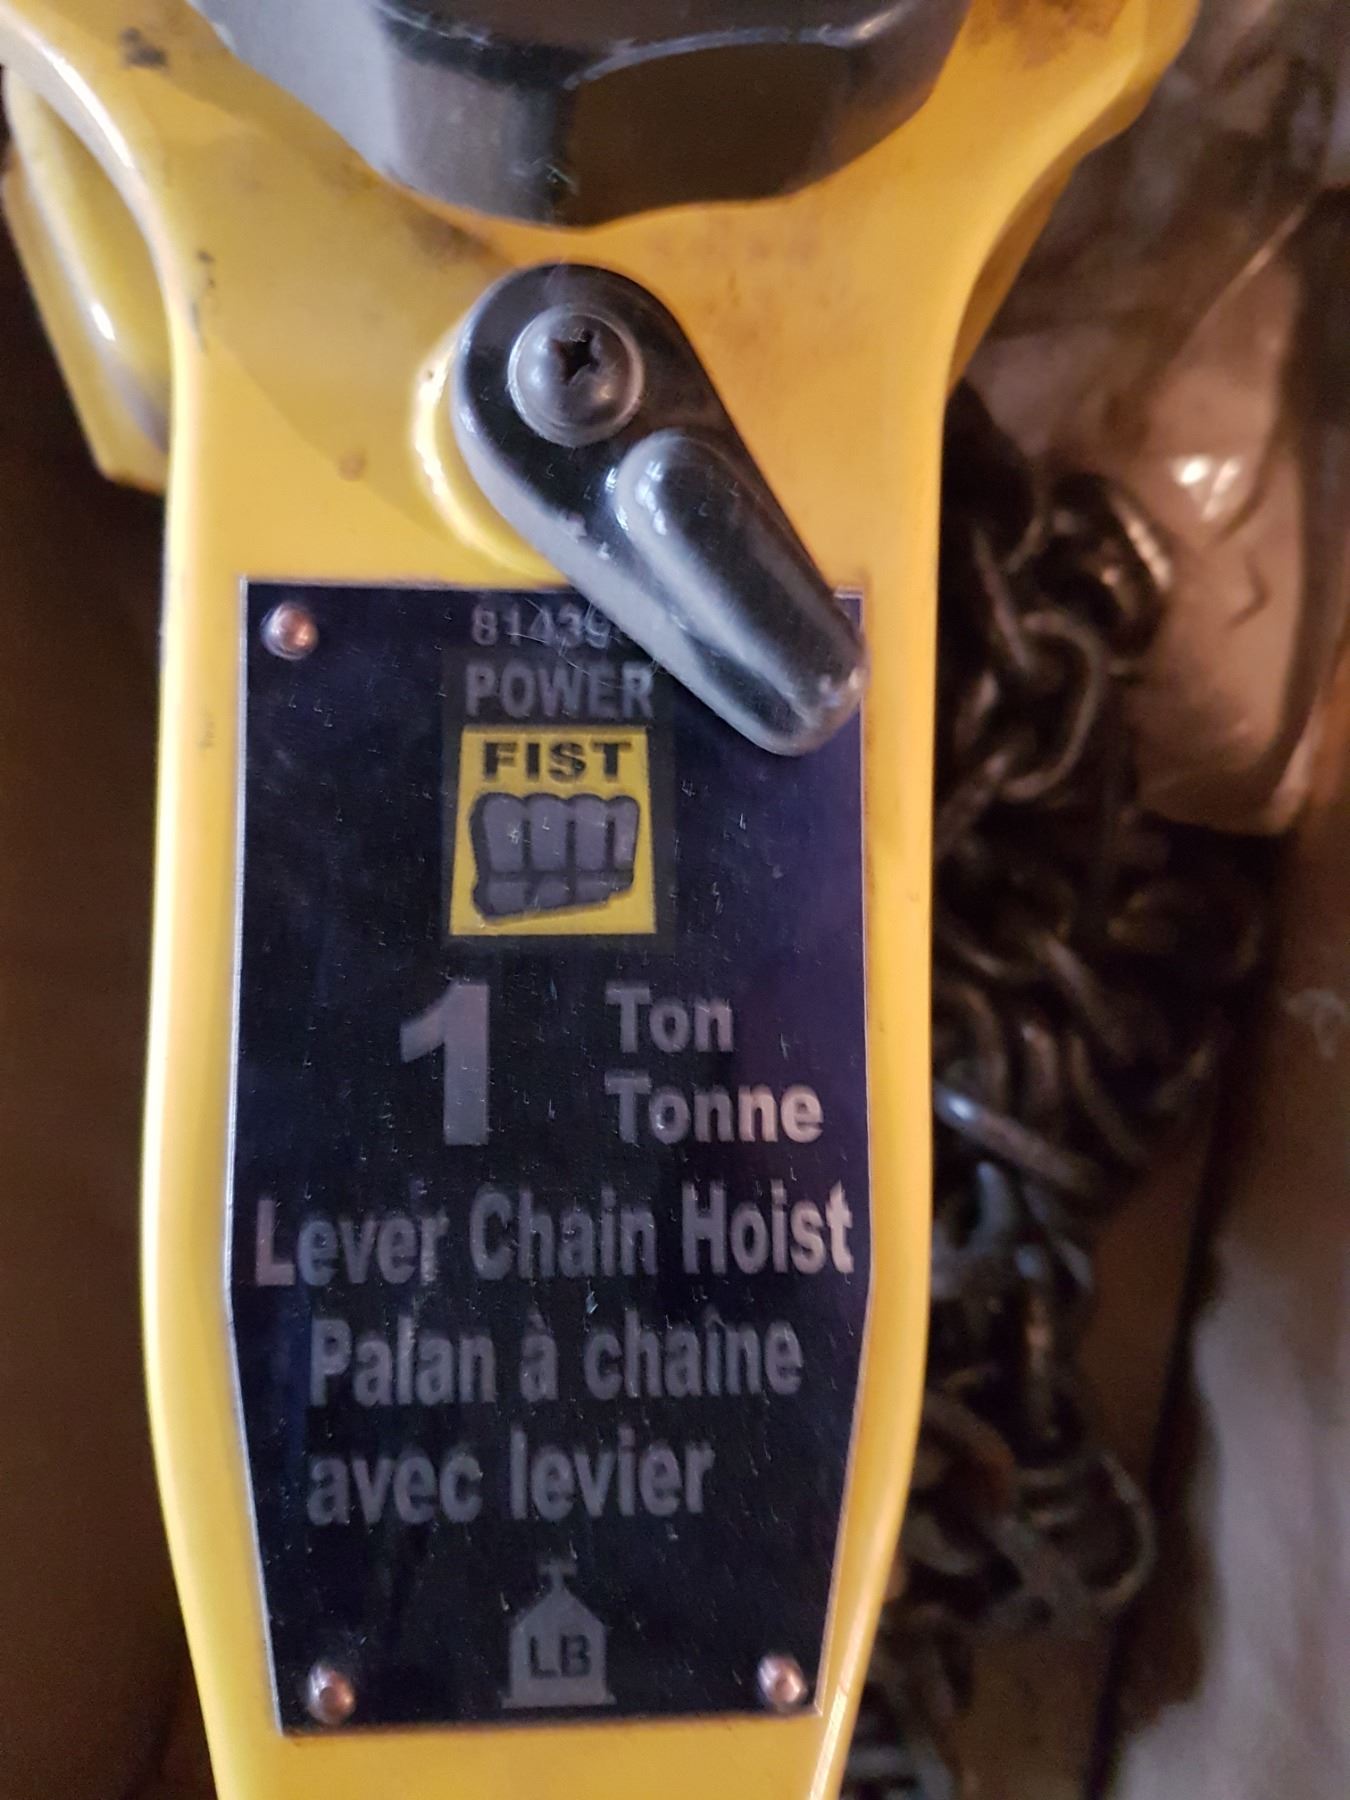 POWER
FIST
1 Ton
Tonne
Lever Chain Hoist
Palan à chaîne
avec levier
LB